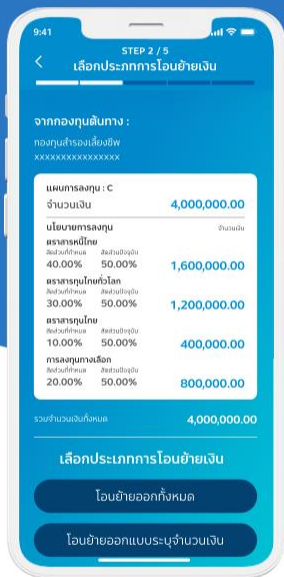 9:41
STEP 2 / 5
เลือกประเภทการโอนย้ายเงิน
จากกองทุนต้นทาง :
กองทุนสำรองเลี้ยงชีพ
xxxxxxxxxxxxxxxx
แผนการลงทุน : C
จำนวนเงิน 4,000,000.00
นโยบายการลงทุน จำนวนเงิน
ตราสารหนี้ไทย
สัดส่วนที่กำหนด สัดส่วนปัจจุบัน
40.00% 50.00% 1,600,000.00
ตราสารทุนไทยทั่วโลก
สัดส่วนที่กำหนด สัดส่วนปัจจุบัน
30.00% 50.00% 1,200,000.00
ตราสารทุนไทย
สัดส่วนที่กำหนด สัดส่วนปัจจุบัน
10.00% 50.00% 400,000.00
การลงทุนทางเลือก
สัดส่วนที่กำหนด สัดส่วนปัจจุบัน
20.00% 50.00% 800,000.00
รวมจำนวนเงินทั้งหมด 4,000,000.00
เลือกประเภทการโอนย้ายเงิน
โอนย้ายออกทั้งหมด
โอนย้ายออกแบบระบุจำนวนเงิน